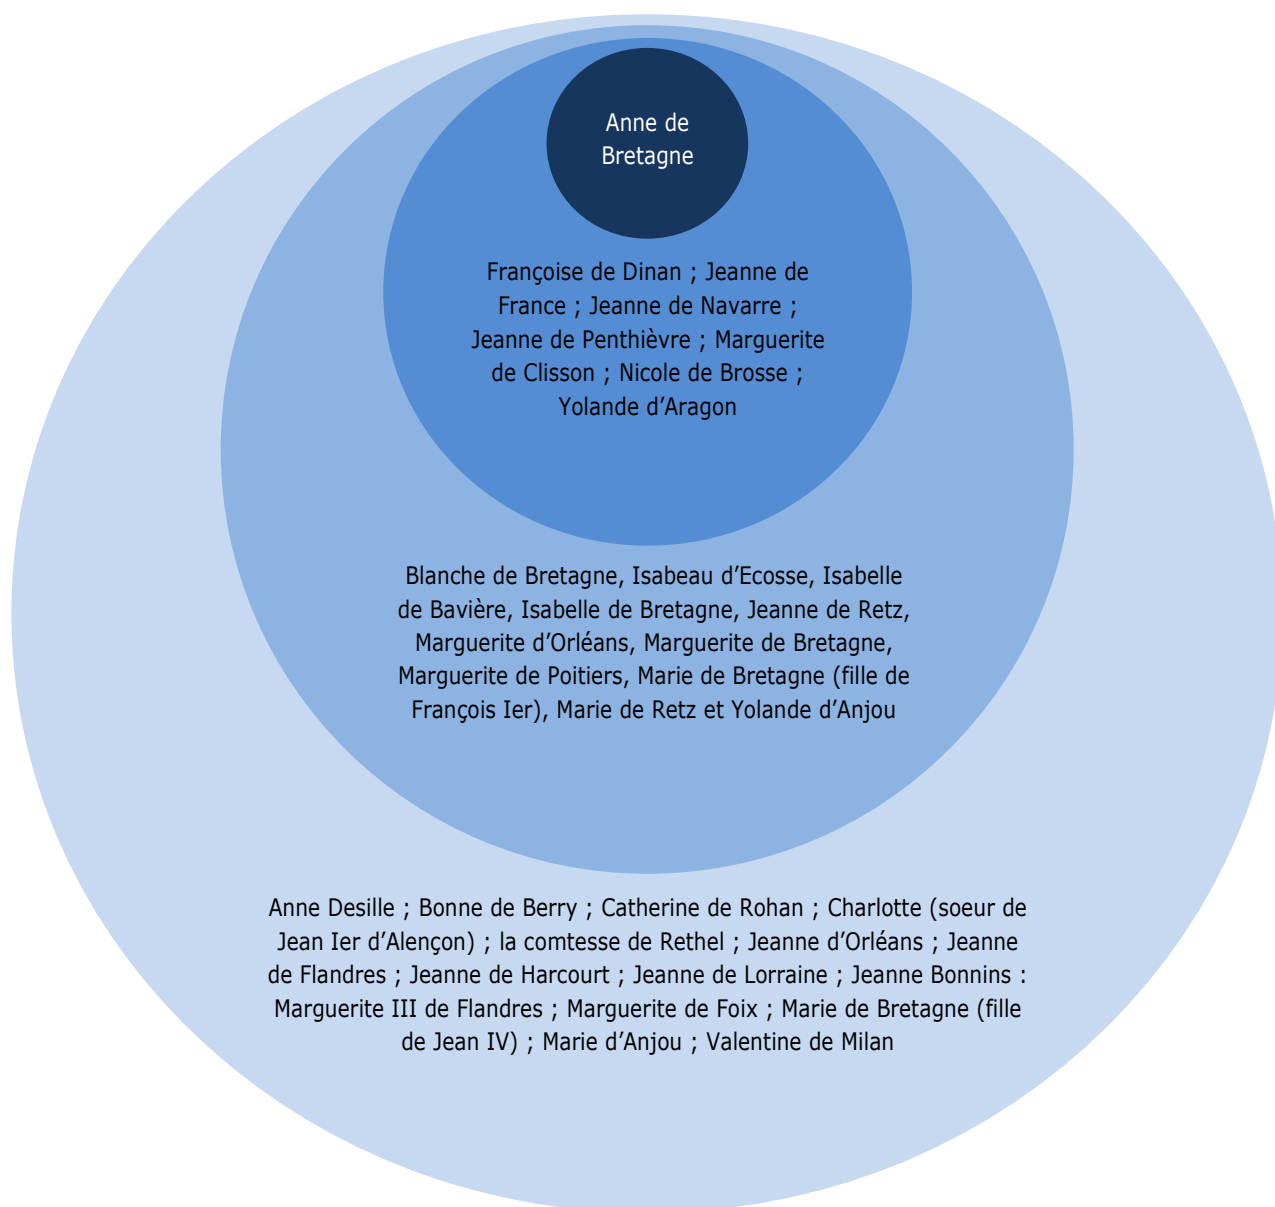 Anne de
Bretagne
Françoise de Dinan ; Jeanne de
France ; Jeanne de Navarre ;
Jeanne de Penthièvre ; Marguerite
de Clisson ; Nicole de Brosse ;
Yolande d’Aragon
Blanche de Bretagne, Isabeau d’Ecosse, Isabelle
de Bavière, Isabelle de Bretagne, Jeanne de Retz,
Marguerite d’Orléans, Marguerite de Bretagne,
Marguerite de Poitiers, Marie de Bretagne (fille de
François Ier), Marie de Retz et Yolande d’Anjou
Anne Desille ; Bonne de Berry ; Catherine de Rohan ; Charlotte (soeur de
Jean Ier d’Alençon) ; la comtesse de Rethel ; Jeanne d’Orléans ; Jeanne
de Flandres ; Jeanne de Harcourt ; Jeanne de Lorraine ; Jeanne Bonnins :
Marguerite III de Flandres ; Marguerite de Foix ; Marie de Bretagne (fille
de Jean IV) ; Marie d’Anjou ; Valentine de Milan